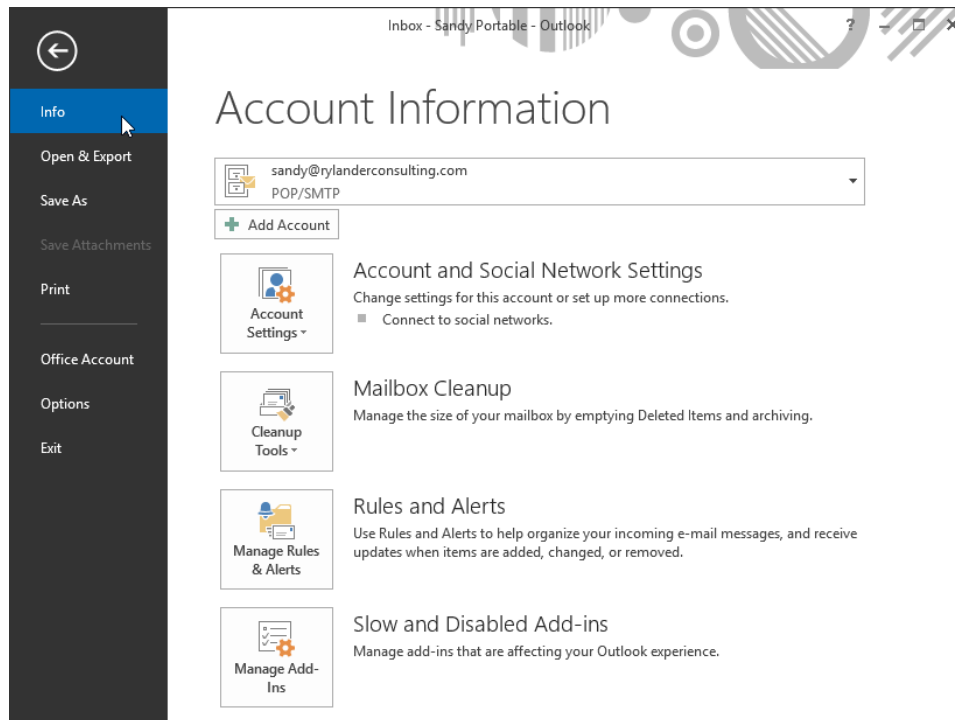 Inbox - Sandy Portable - Outlook
?
Info
Open & Export
Save As
Save Attachments
Print
Office Account
Options
Exit
Account Information
sandy@rylanderconsulting.com
POP/SMTP
Add Account
Account
Settings
Account and Social Network Settings
Change settings for this account or set up more connections.
Connect to social networks.
Cleanup
Tools
Mailbox Cleanup
Manage the size of your mailbox by emptying Deleted Items and archiving.
Manage Rules
& Alerts
Rules and Alerts
Use Rules and Alerts to help organize your incoming e-mail messages, and receive
updates when items are added, changed, or removed.
Manage Add-
Ins
Slow and Disabled Add-ins
Manage add-ins that are affecting your Outlook experience.